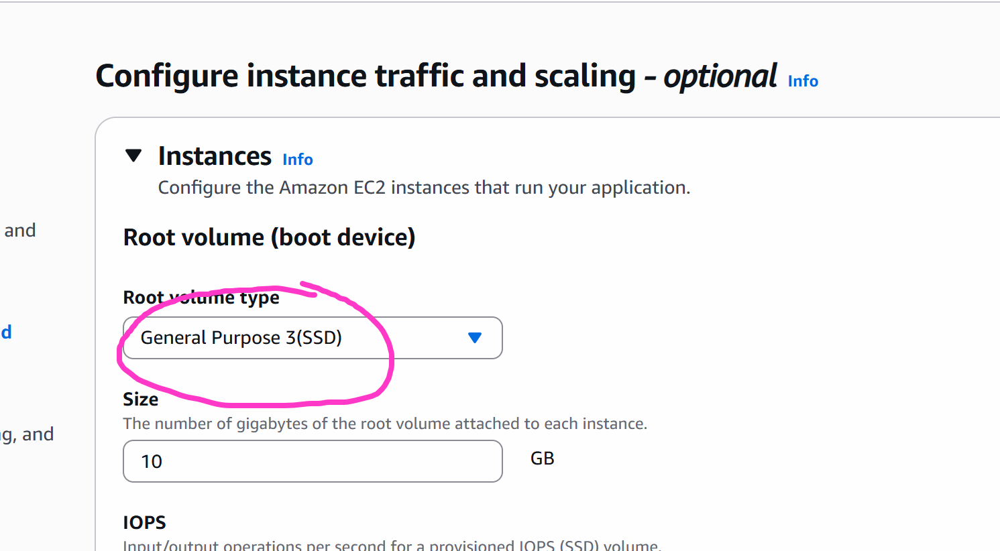 Configure instance traffic and scaling - optional Info
Instances Info
Configure the Amazon EC2 instances that run your application.
and
Root volume (boot device)
Root volume type
General Purpose 3(SSD)
d
Size
The number of gigabytes of the root volume attached to each instance.
g, and
10 GB
IOPS
Input/output operations per second for a provisioned IOPS (SSD) volume.